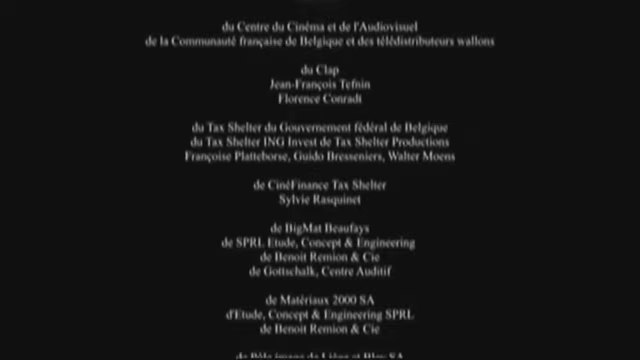 du Centre du Cinéma et de l'Audiovisuel
de la Communauté française de Belgique et des télédistributeurs wallons
du Clap
Jean-François Tefnin
Florence Conradi
du Tax Shelter du Gouvernement fédéral de Belgique
du Tax Shelter ING Invest de Tax Shelter Productions
Françoise Platteborse, Guido Bresseniers, Walter Moens
de CinéFinance Tax Shelter
Sylvie Rasquinet
de BigMat Beaufays
de SPRL Etude, Concept & Engineering
de Benoit Remion & Cie
de Gottschalk, Centre Auditif
de Matériaux 2000 SA
d'Etude, Concept & Engineering SPRL
de Benoit Remion & Cie